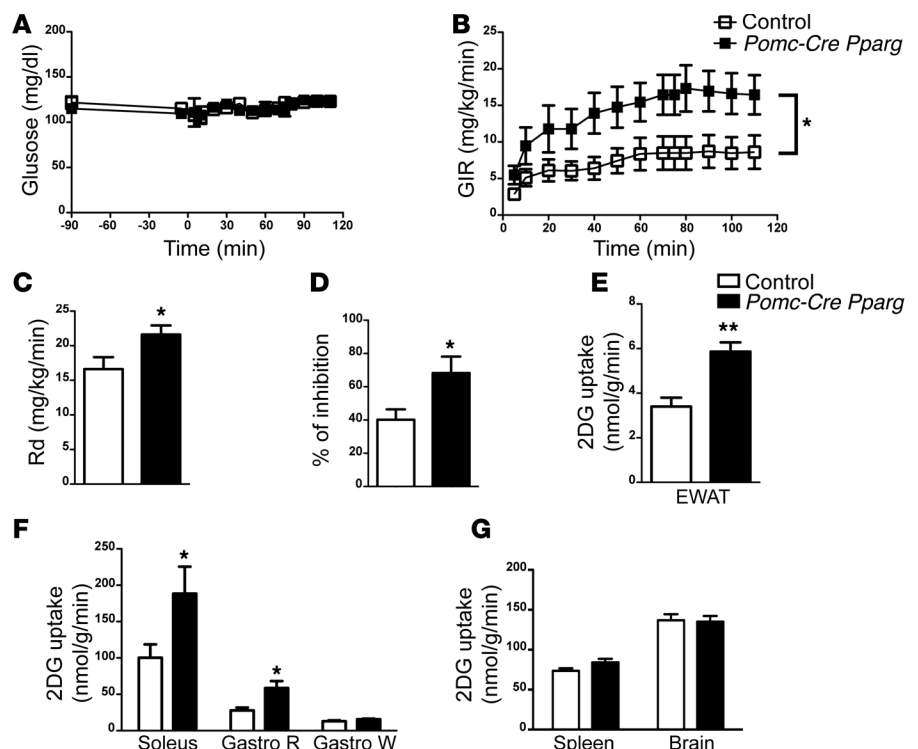 A
Glusose (mg/dl)
200
150
100
50
0
-90
-60
-30
0
30
60
90
120
Time (min)
B
Control
Pomc-Cre Pparg
GIR (mg/kg/min)
25
20
15
10
5
0
20
40
60
80
100
120
Time (min)
*
C
Rd (mg/kg/min)
25
20
15
10
5
0
*
D
% of inhibition
100
80
60
40
20
0
*
E
Control
Pomc-Cre Pparg
2DG uptake
(nmol/g/min)
8
6
4
2
0
**
EWAT
F
2DG uptake
(nmol/g/min)
250
200
150
100
50
0
*
*
Soleus Gastro R Gastro W
G
2DG uptake
(nmol/g/min)
200
150
100
50
0
Spleen Brain